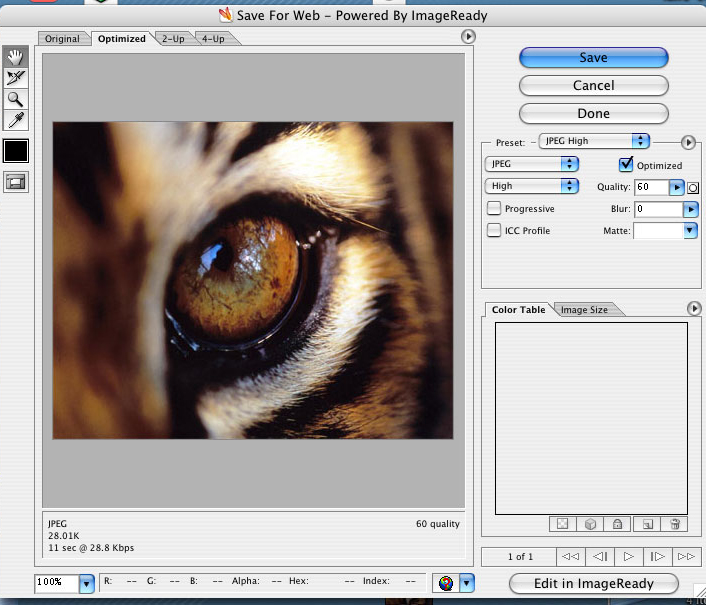 Save For Web – Powered By ImageReady
Original Optimized 2-Up 4-Up
Save
Cancel
Done
Preset: JPEG High
JPEG Optimized
High Quality: 60
Progressive Blur: 0
ICC Profile Matte:
Color Table Image Size
JPEG 60 quality
28.01K
11 sec @ 28.8 Kbps
1 of 1
100% R: -- G: -- B: -- Alpha: -- Hex: -- Index: --
Edit in ImageReady